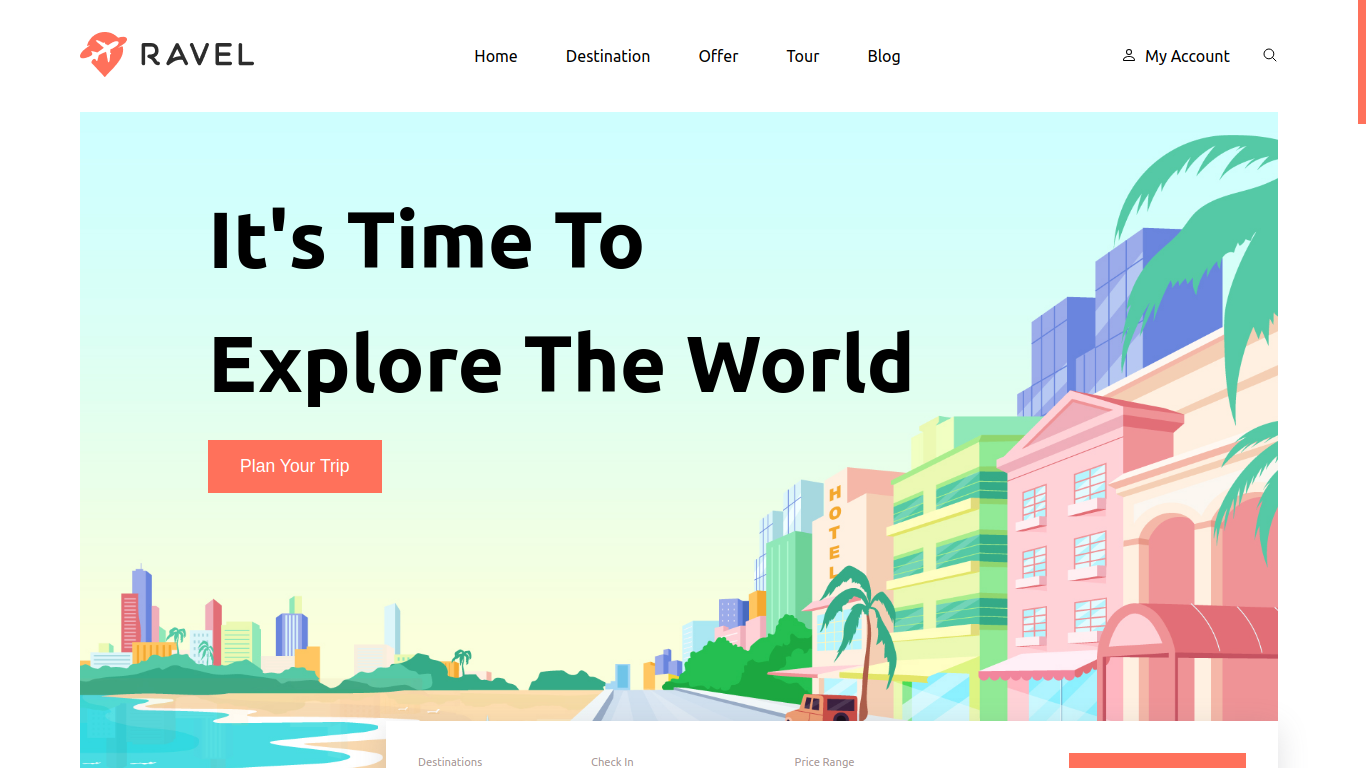 RAVEL
Home
Destination
Offer
Tour
Blog
My Account
It's Time To
Explore The World
Plan Your Trip
HOTEL
Destinations
Check In
Price Range